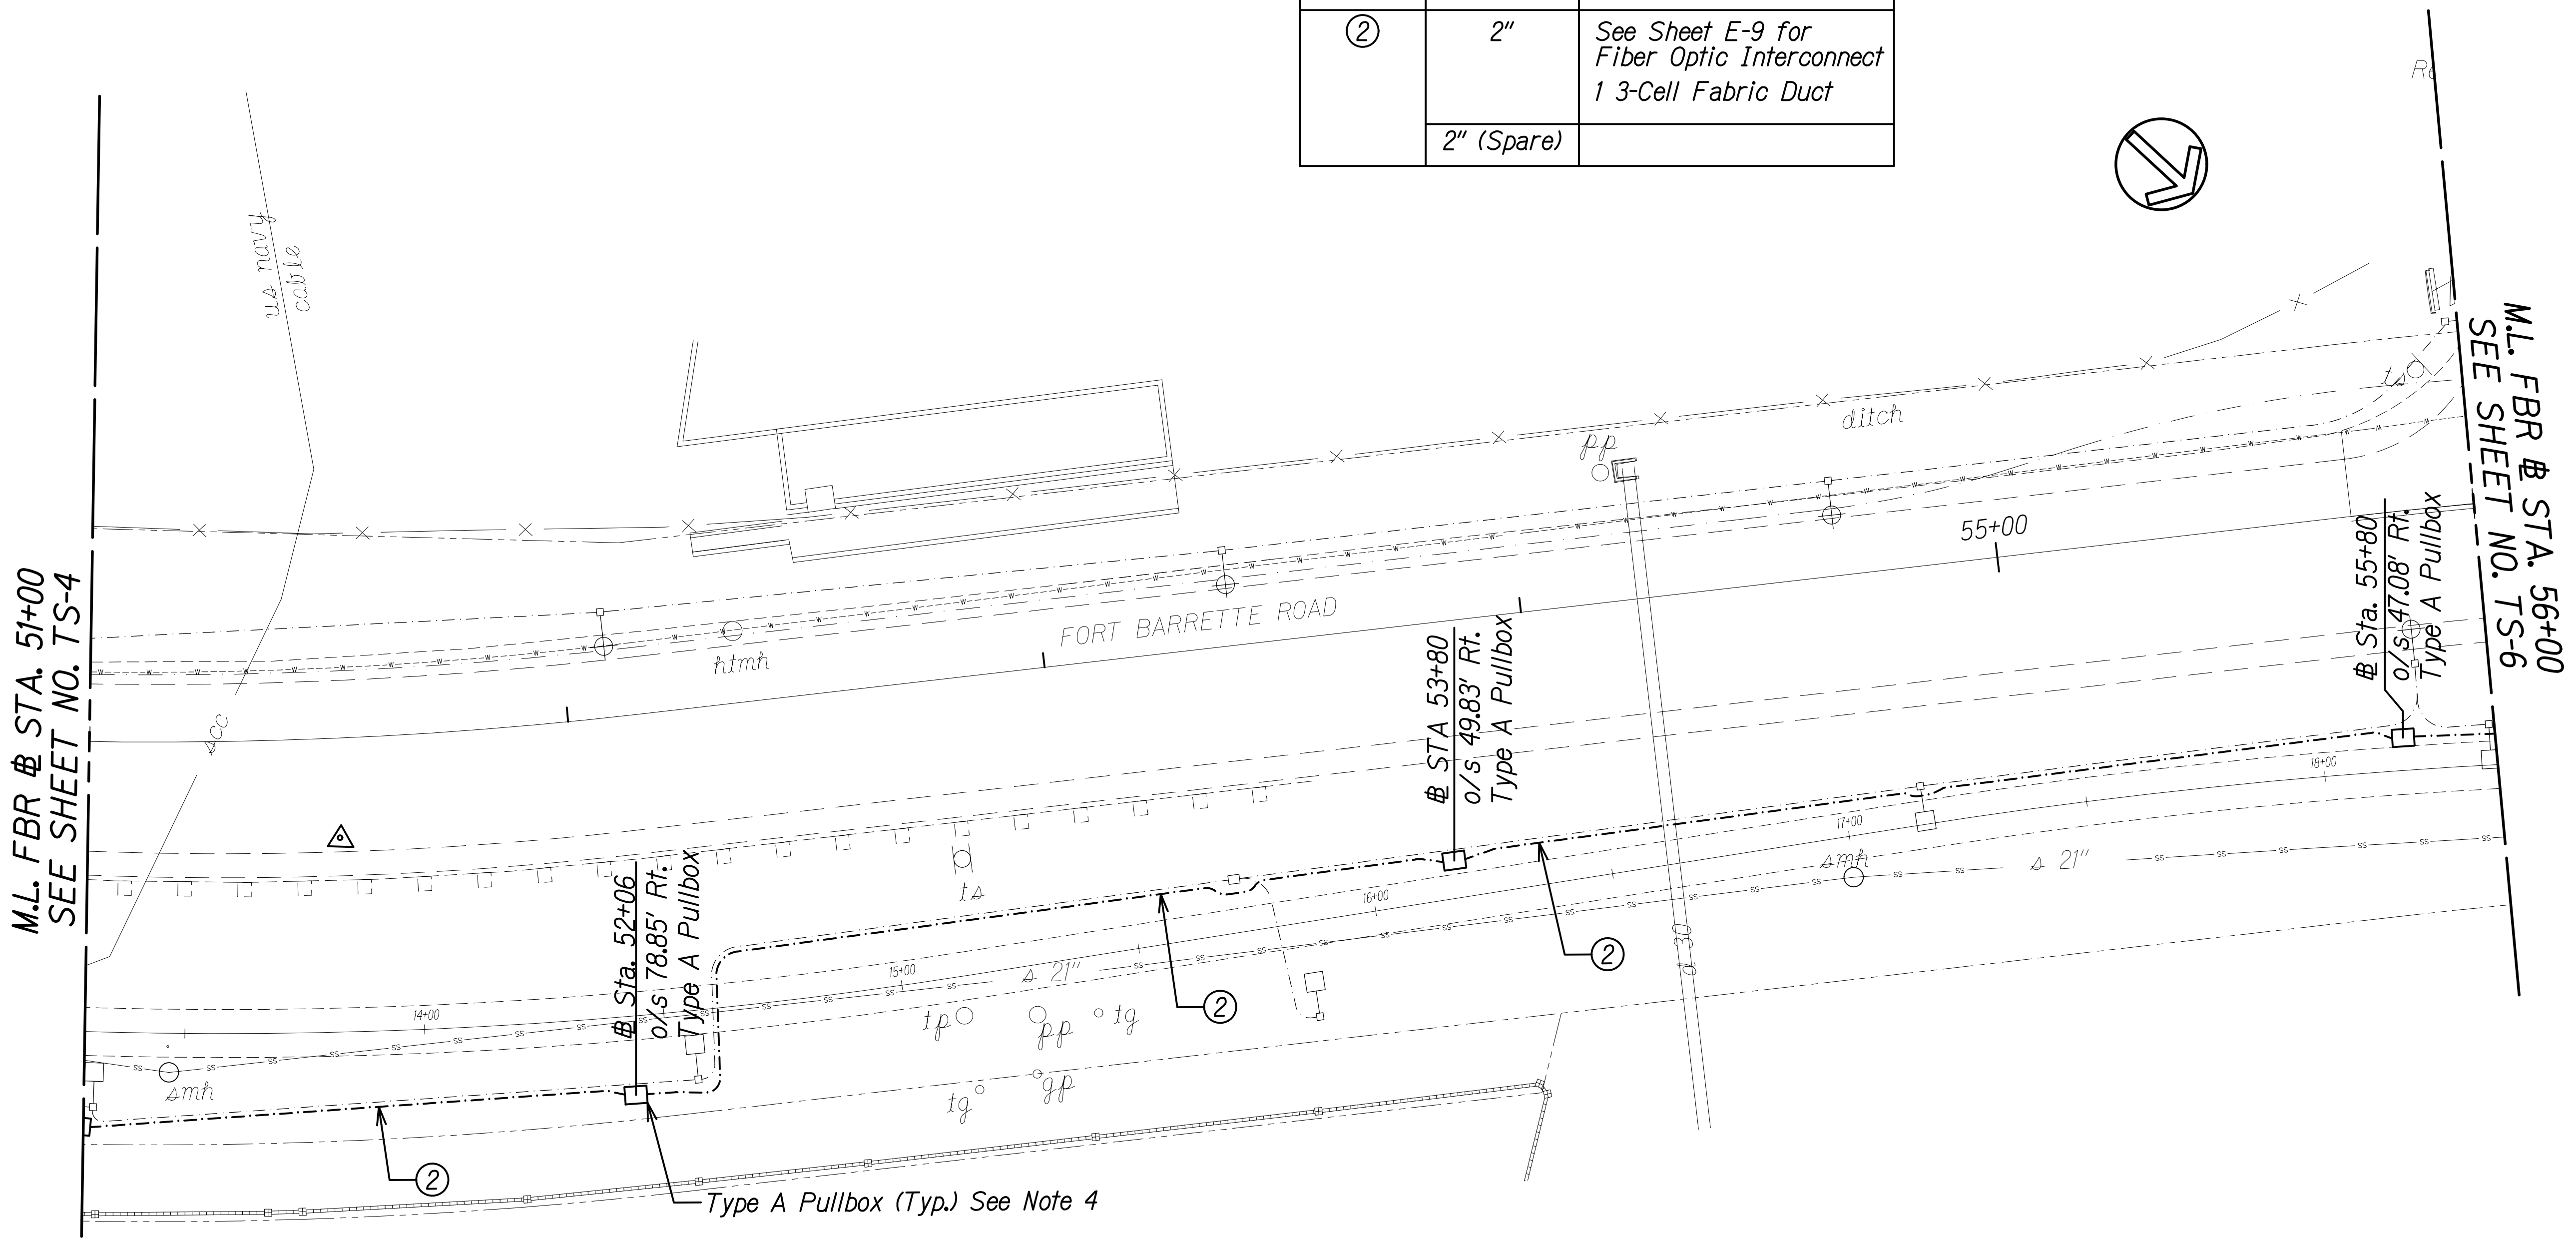 ②
2"
See Sheet E-9 for
Fiber Optic Interconnect
1 3-Cell Fabric Duct
2" (Spare)
us navy
cable
M.L. FBR ⅊ STA. 51+00
SEE SHEET NO. TS-4
M.L. FBR ⅊ STA. 56+00
SEE SHEET NO. TS-6
ts
ditch
pp
55+00
FORT BARRETTE ROAD
htmh
scc
⅊ Sta. 55+80
o/s 47.08' Rt.
Type A Pullbox
⅊ STA 53+80
o/s 49.83' Rt.
Type A Pullbox
⅊ Sta. 52+06
o/s 78.85' Rt.
Type A Pullbox
ts
18+00
17+00
smh
s 21"
16+00
②
d 30
15+00
s 21"
②
14+00
tp
pp
tg
smh
tg
gp
②
Type A Pullbox (Typ.) See Note 4